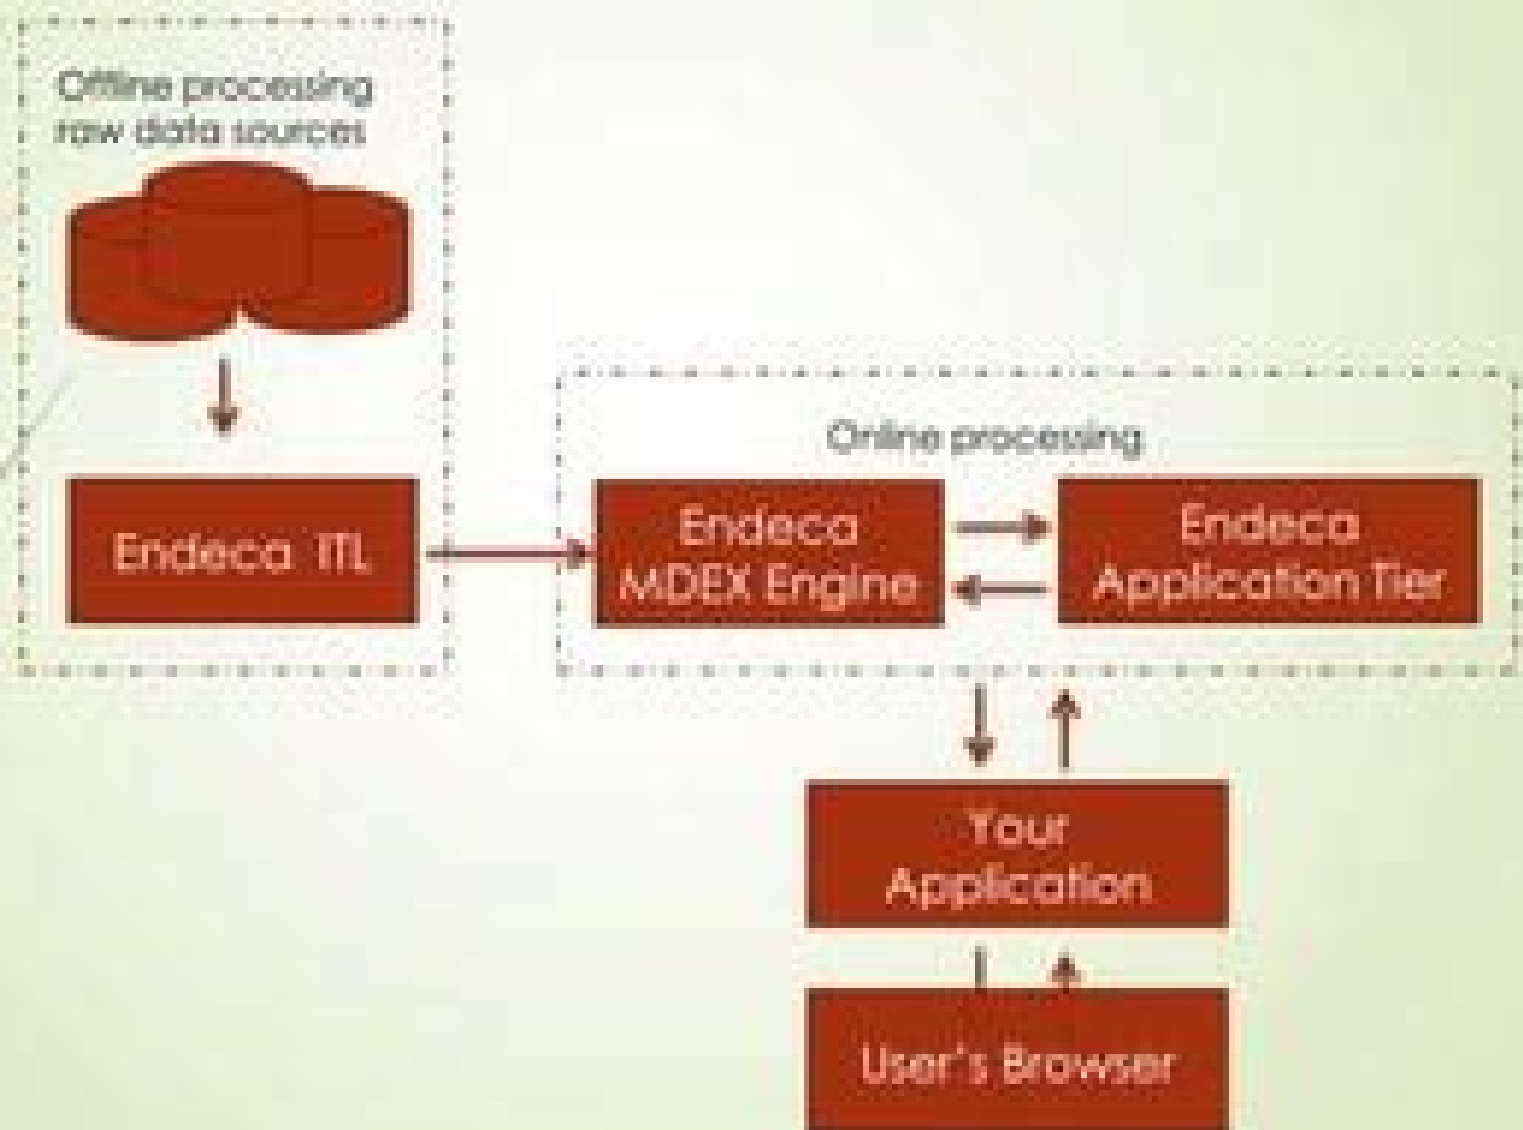 Offline processing
raw data sources
Endeca ITL
Online processing
Endeca
MDEX Engine
Endeca
Application Tier
Your
Application
User's Browser